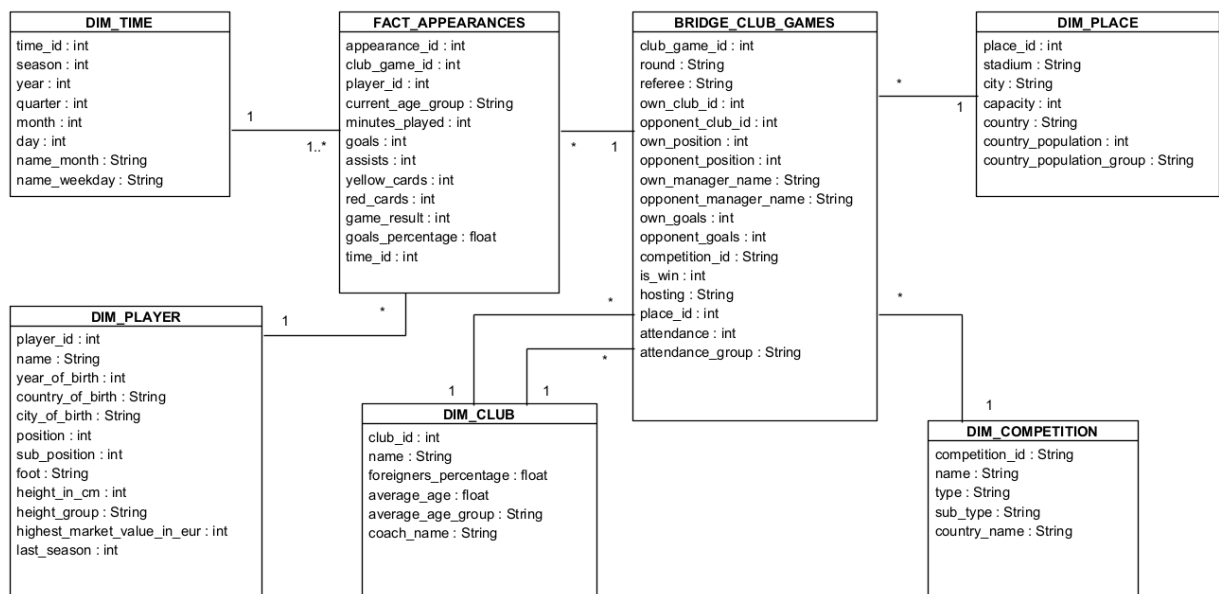 DIM_TIME
time_id : int
season : int
year : int
quarter : int
month : int
day : int
name_month : String
name_weekday : String
1
1..*
FACT_APPEARANCES
appearance_id : int
club_game_id : int
player_id : int
current_age_group : String
minutes_played : int
goals : int
assists : int
yellow_cards : int
red_cards : int
game_result : int
goals_percentage : float
time_id : int
*
1
BRIDGE_CLUB_GAMES
club_game_id : int
round : String
referee : String
own_club_id : int
opponent_club_id : int
own_position : int
opponent_position : int
own_manager_name : String
opponent_manager_name : String
own_goals : int
opponent_goals : int
competition_id : String
is_win : int
hosting : String
place_id : int
attendance : int
attendance_group : String
*
1
DIM_PLACE
place_id : int
stadium : String
city : String
capacity : int
country : String
country_population : int
country_population_group : String
DIM_PLAYER
player_id : int
name : String
year_of_birth : int
country_of_birth : String
city_of_birth : String
position : int
sub_position : int
foot : String
height_in_cm : int
height_group : String
highest_market_value_in_eur : int
last_season : int
1
*
*
*
1
1
DIM_CLUB
club_id : int
name : String
foreigners_percentage : float
average_age : float
average_age_group : String
coach_name : String
*
1
DIM_COMPETITION
competition_id : String
name : String
type : String
sub_type : String
country_name : String